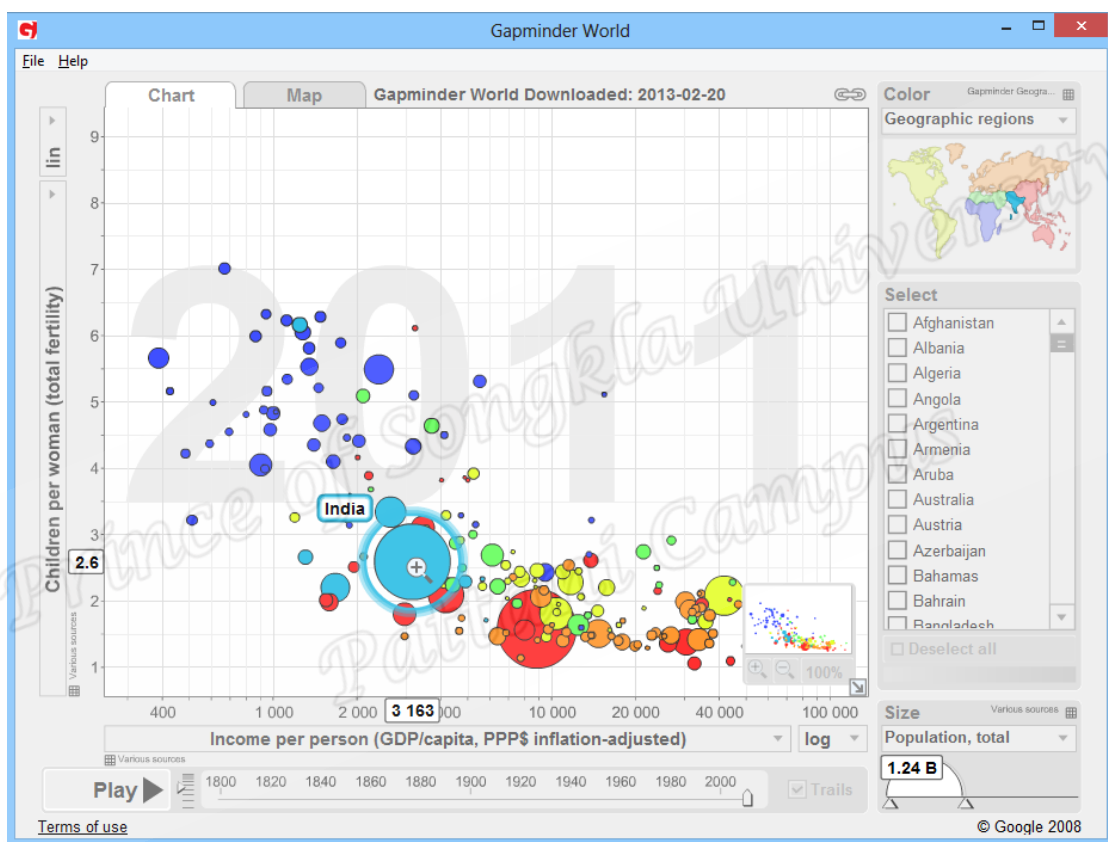 Gapminder World
File Help
Chart
Map
Gapminder World Downloaded: 2013-02-20
Color
Gapminder Geogra...
Geographic regions
lin
Children per woman (total fertility)
Various sources
9
8
7
6
5
4
3
2
1
2.6
2011
India
Prince of Songkla University
Pattani Campus
Select
Afghanistan
Albania
Algeria
Angola
Argentina
Armenia
Aruba
Australia
Austria
Azerbaijan
Bahamas
Bahrain
Bangladesh
Deselect all
100%
400
1 000
2 000
3 163
10 000
20 000
40 000
100 000
Income per person (GDP/capita, PPP$ inflation-adjusted)
log
Various sources
Size
Various sources
Population, total
1.24 B
Play
1800 1820 1840 1860 1880 1900 1920 1940 1960 1980 2000
Trails
Terms of use
© Google 2008